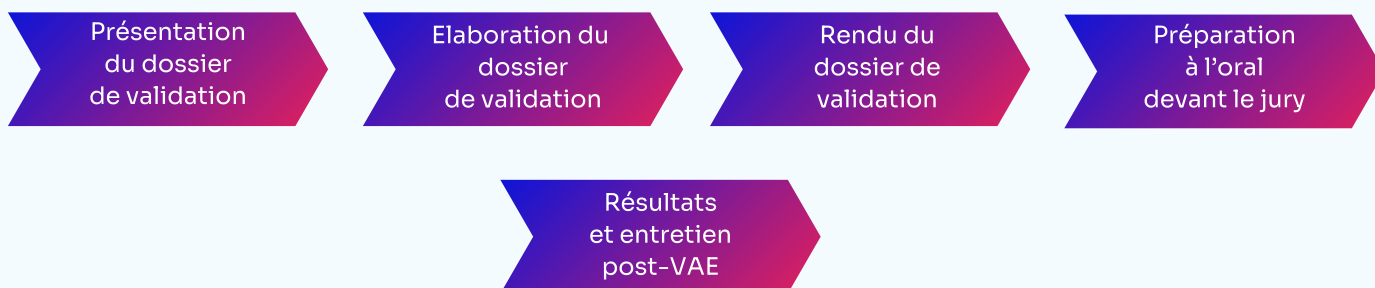 Présentation
du dossier
de validation
Elaboration du
dossier
de validation
Rendu du
dossier de
validation
Préparation
à l'oral
devant le jury
Résultats
et entretien
post-VAE